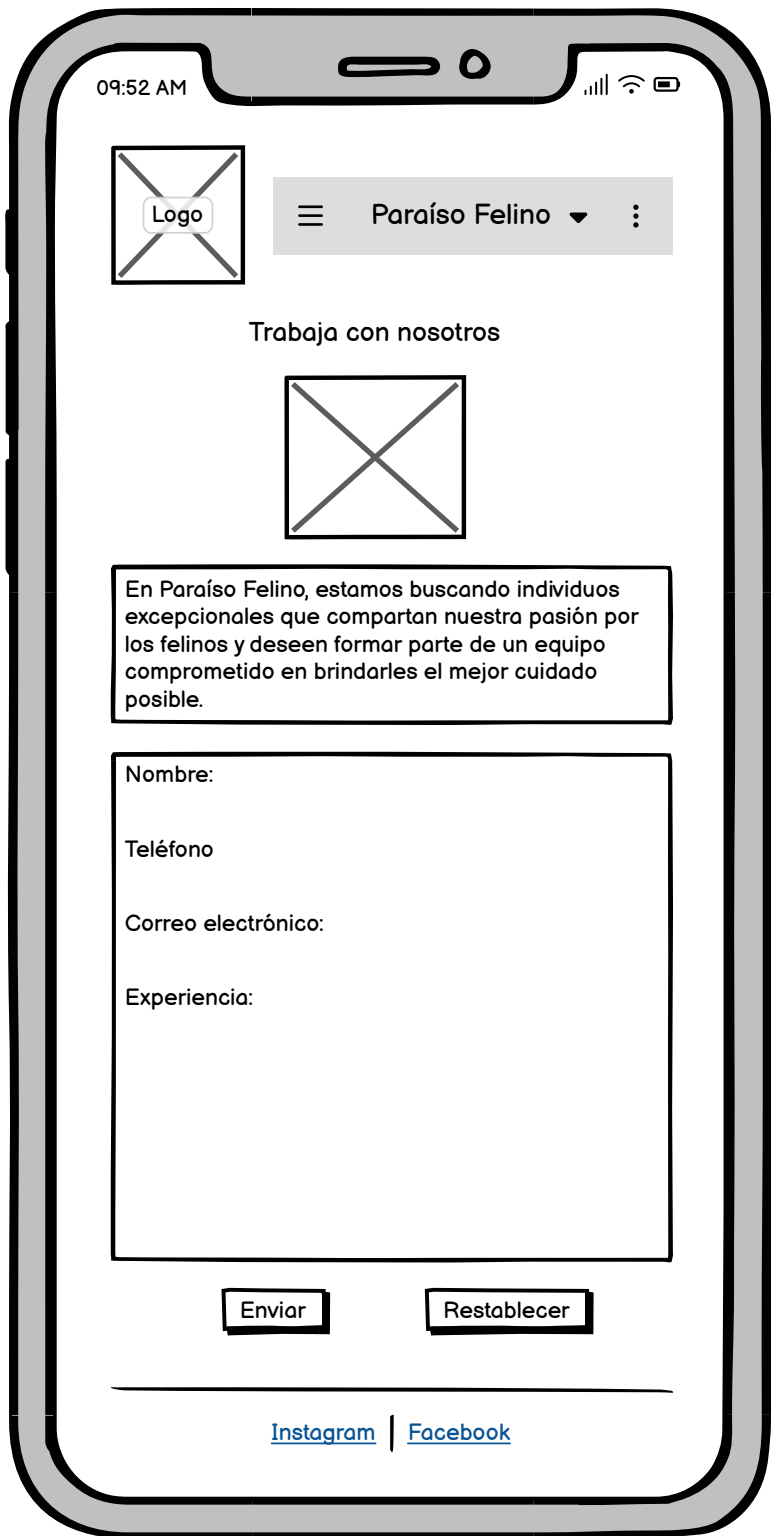 09:52 AM
Logo
Paraíso Felino
Trabaja con nosotros
En Paraíso Felino, estamos buscando individuos
excepcionales que compartan nuestra pasión por
los felinos y deseen formar parte de un equipo
comprometido en brindarles el mejor cuidado
posible.
Nombre:
Teléfono
Correo electrónico:
Experiencia:
Enviar
Restablecer
Instagram
Facebook